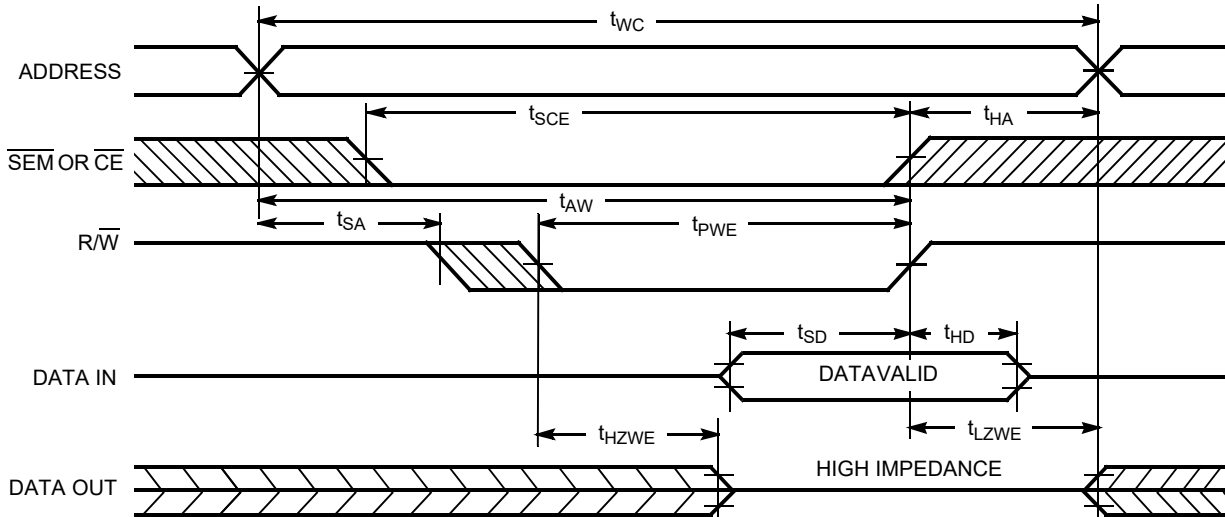 tWC
ADDRESS
tSCE
tHA
SEM OR CE
tAW
tSA
tPWE
R/W
tSD
tHD
DATA IN
DATAVALID
tHZWE
tLZWE
HIGH IMPEDANCE
DATA OUT